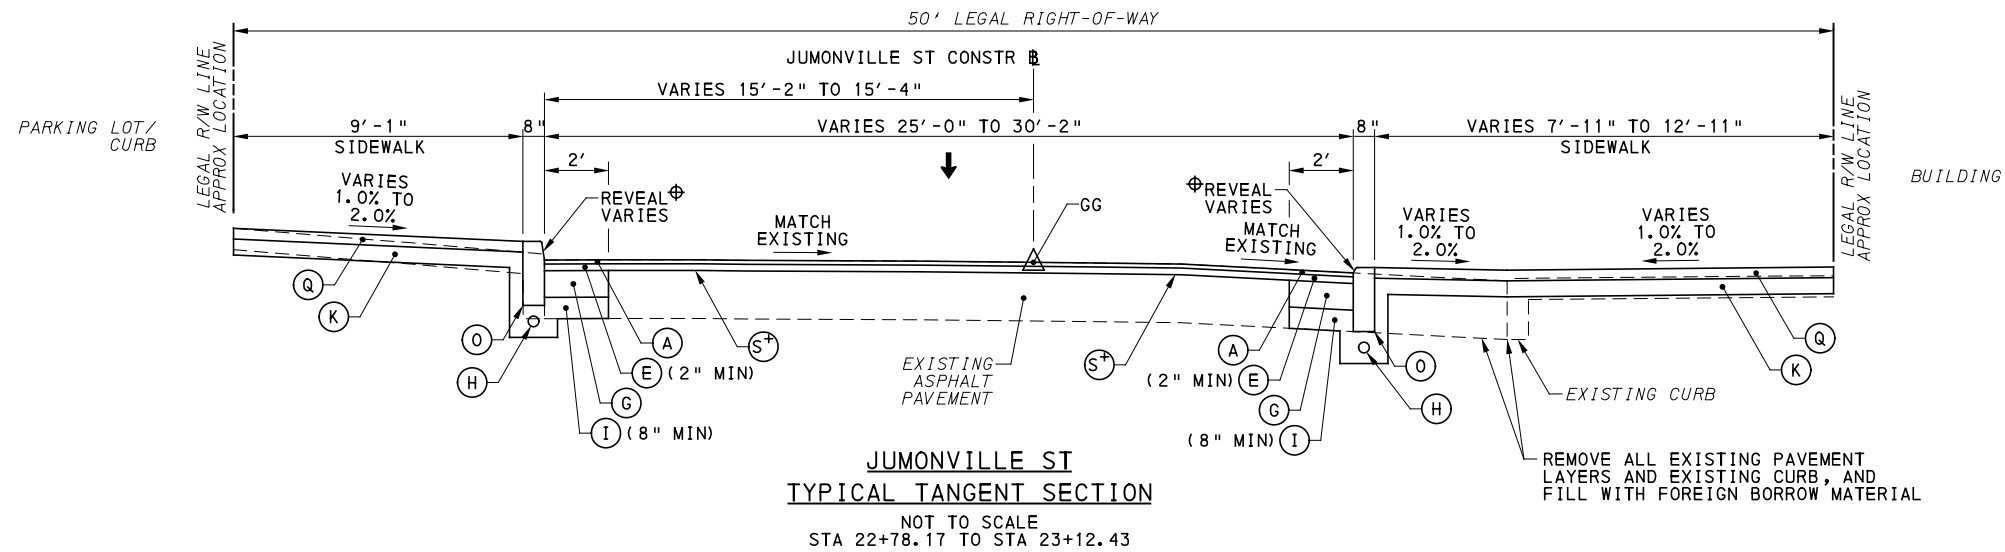 50' LEGAL RIGHT-OF-WAY
JUMONVILLE ST CONSTR ⅊
VARIES 15'-2" TO 15'-4"
PARKING LOT/
CURB
LEGAL R/W LINE
APPROX LOCATION
9'-1"
SIDEWALK
8"
VARIES 25'-0" TO 30'-2"
8"
VARIES 7'-11" TO 12'-11"
SIDEWALK
LEGAL R/W LINE
APPROX LOCATION
BUILDING
2'
2'
VARIES
1.0% TO
2.0%
REVEAL⌖
VARIES
MATCH
EXISTING
GG
⌖REVEAL
VARIES
MATCH
EXISTING
VARIES
1.0% TO
2.0%
VARIES
1.0% TO
2.0%
Q
K
O
H
A
E (2" MIN)
G
I (8" MIN)
S+
EXISTING
ASPHALT
PAVEMENT
S+
A
(2" MIN) E
G
(8" MIN) I
O
H
Q
K
EXISTING CURB
REMOVE ALL EXISTING PAVEMENT
LAYERS AND EXISTING CURB, AND
FILL WITH FOREIGN BORROW MATERIAL
JUMONVILLE ST
TYPICAL TANGENT SECTION
NOT TO SCALE
STA 22+78.17 TO STA 23+12.43